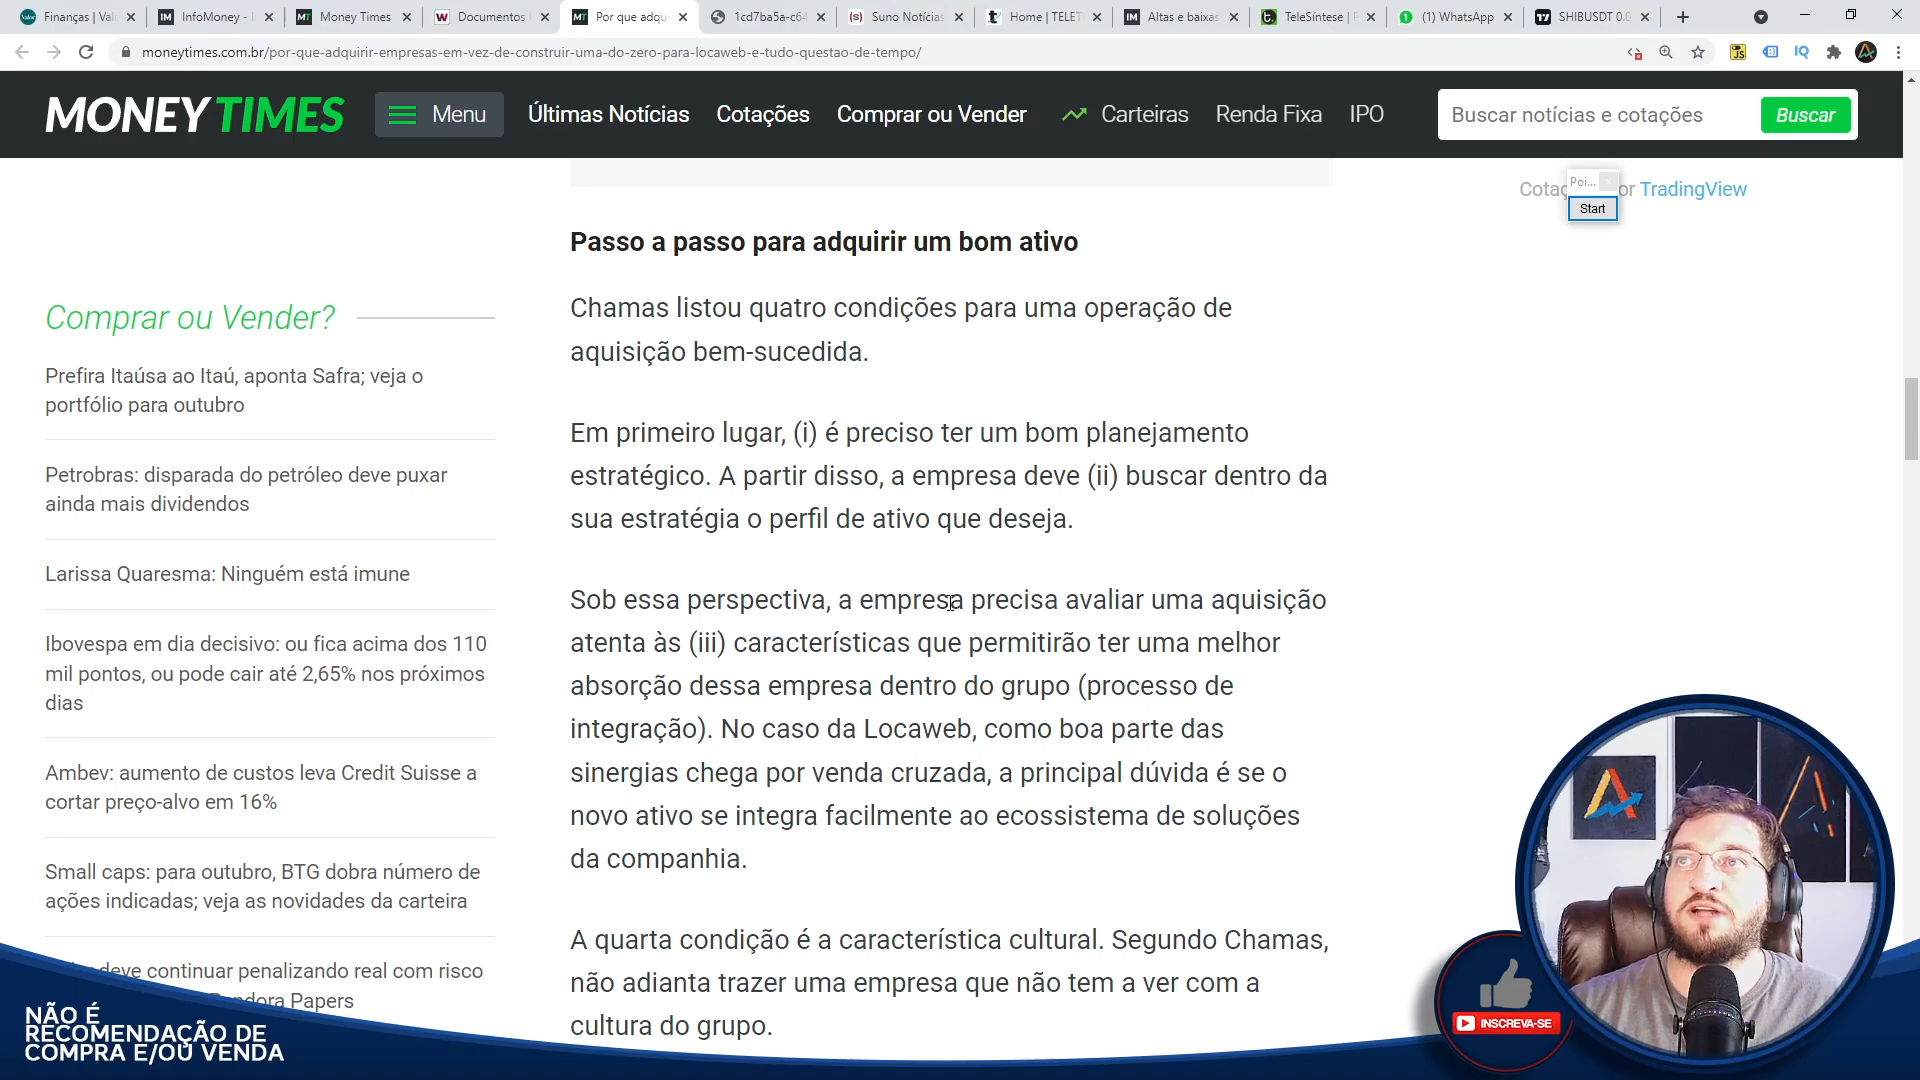 Finanças | Valo
InfoMoney - I
Money Times
Documentos
Por que adqu
1cd7ba5a-c64
Suno Notícias
Home | TELET
Altas e baixas
TeleSíntese | P
(1) WhatsApp
SHIBUSDT 0.0
moneytimes.com.br/por-que-adquirir-empresas-em-vez-de-construir-uma-do-zero-para-locaweb-e-tudo-questao-de-tempo/
MONEYTIMES
Menu
Últimas Notícias
Cotações
Comprar ou Vender
Carteiras
Renda Fixa
IPO
Buscar notícias e cotações
Buscar
Poi...
Start
or TradingView
Comprar ou Vender?
Prefira Itaúsa ao Itaú, aponta Safra; veja o
portfólio para outubro
Petrobras: disparada do petróleo deve puxar
ainda mais dividendos
Larissa Quaresma: Ninguém está imune
Ibovespa em dia decisivo: ou fica acima dos 110
mil pontos, ou pode cair até 2,65% nos próximos
dias
Ambev: aumento de custos leva Credit Suisse a
cortar preço-alvo em 16%
Small caps: para outubro, BTG dobra número de
ações indicadas; veja as novidades da carteira
deve continuar penalizando real com risco
Papers
Passo a passo para adquirir um bom ativo
Chamas listou quatro condições para uma operação de
aquisição bem-sucedida.
Em primeiro lugar, (i) é preciso ter um bom planejamento
estratégico. A partir disso, a empresa deve (ii) buscar dentro da
sua estratégia o perfil de ativo que deseja.
Sob essa perspectiva, a empresa precisa avaliar uma aquisição
atenta às (iii) características que permitirão ter uma melhor
absorção dessa empresa dentro do grupo (processo de
integração). No caso da Locaweb, como boa parte das
sinergias chega por venda cruzada, a principal dúvida é se o
novo ativo se integra facilmente ao ecossistema de soluções
da companhia.
A quarta condição é a característica cultural. Segundo Chamas,
não adianta trazer uma empresa que não tem a ver com a
cultura do grupo.
NÃO É
RECOMENDAÇÃO DE
COMPRA E/OU VENDA
INSCREVA-SE